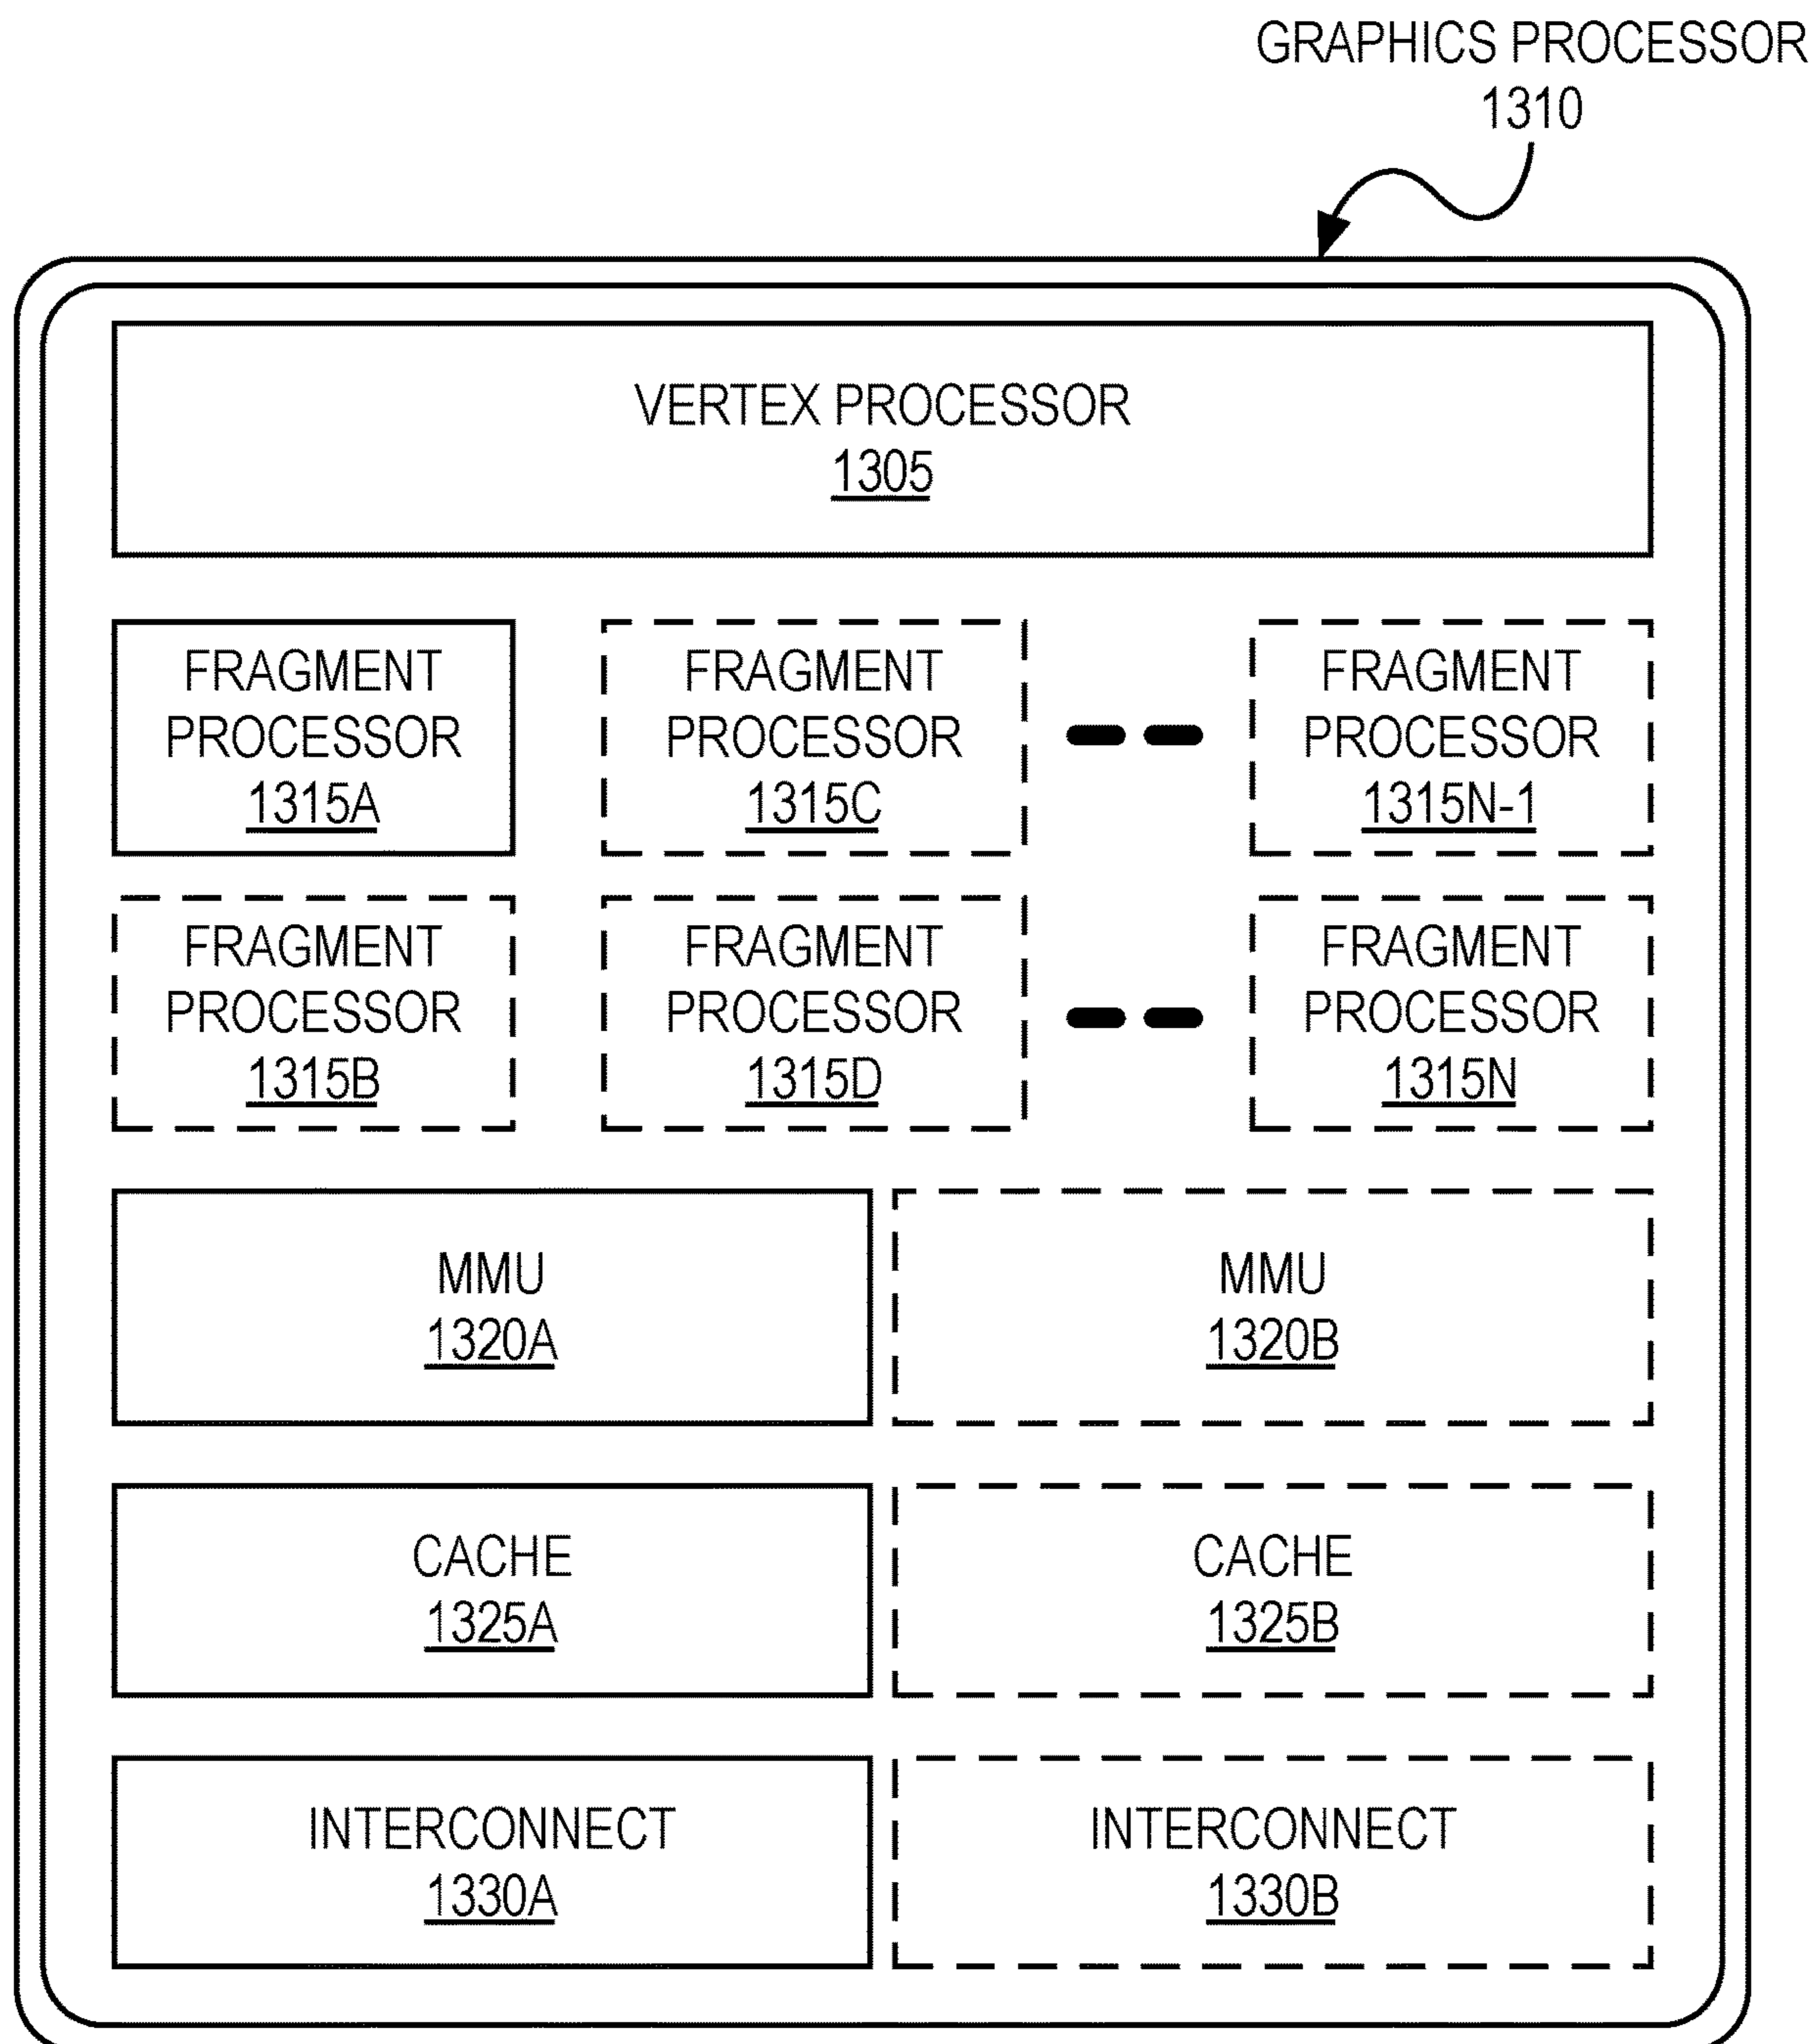 GRAPHICS PROCESSOR
1310
VERTEX PROCESSOR
1305
FRAGMENT
PROCESSOR
1315A
FRAGMENT
PROCESSOR
1315C
FRAGMENT
PROCESSOR
1315N-1
FRAGMENT
PROCESSOR
1315B
FRAGMENT
PROCESSOR
1315D
FRAGMENT
PROCESSOR
1315N
MMU
1320A
MMU
1320B
CACHE
1325A
CACHE
1325B
INTERCONNECT
1330A
INTERCONNECT
1330B